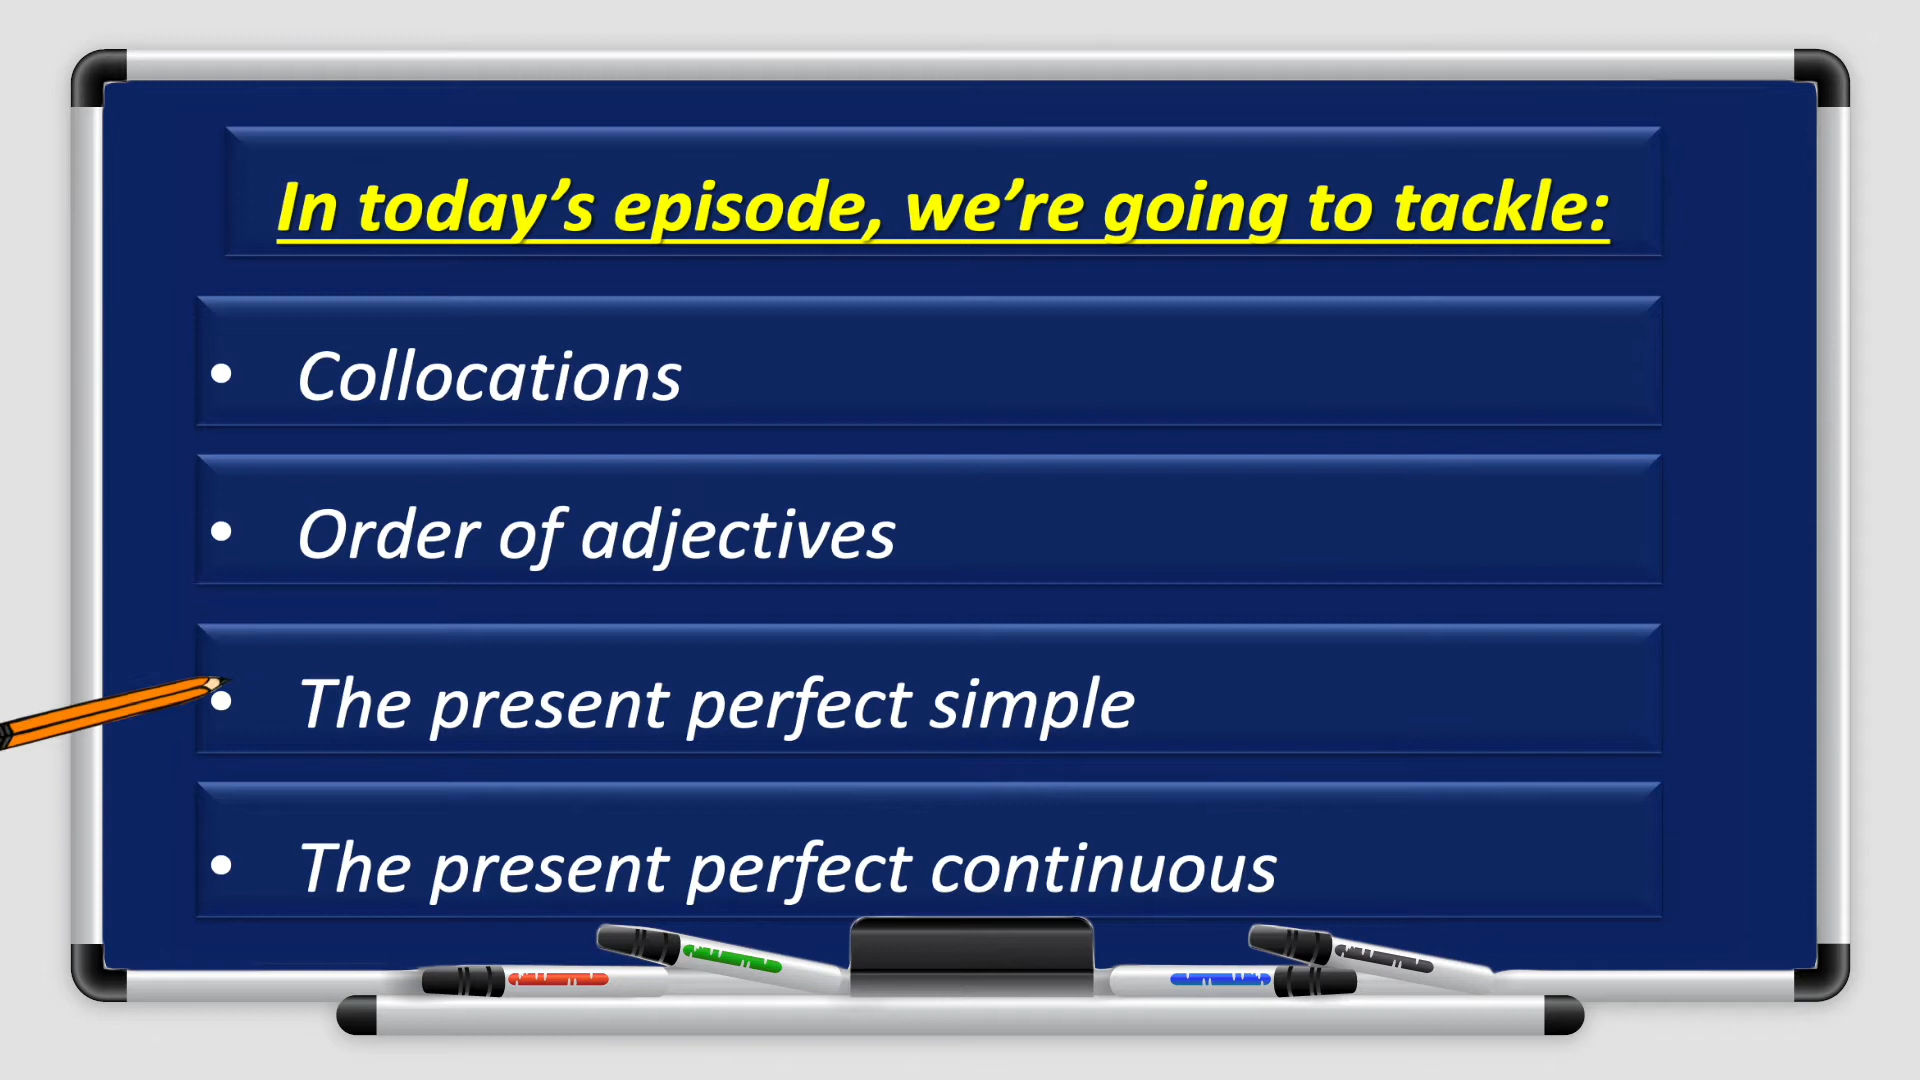 In today’s episode, we’re going to tackle:
• Collocations
• Order of adjectives
• The present perfect simple
• The present perfect continuous